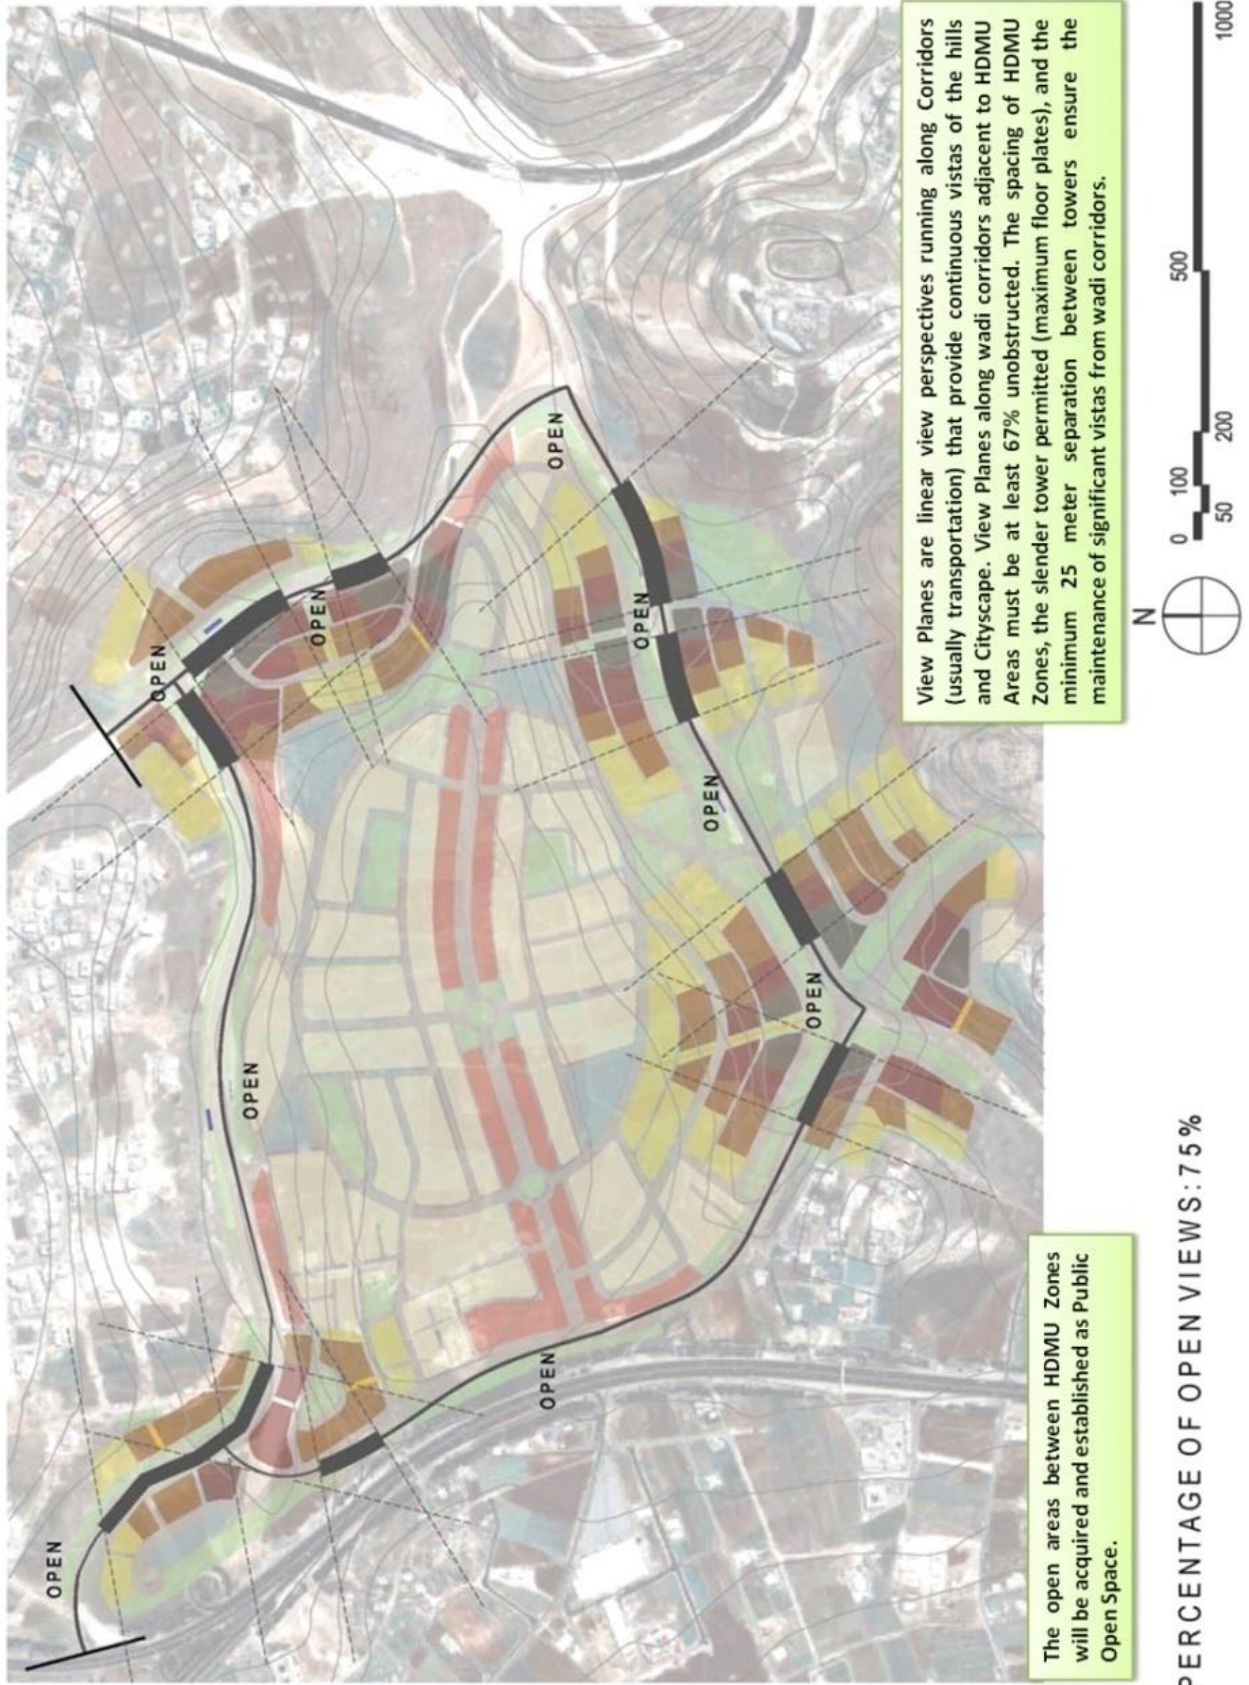 OPEN
OPEN
OPEN
OPEN
OPEN
OPEN
OPEN
OPEN
OPEN
OPEN
View Planes are linear view perspectives running along Corridors
(usually transportation) that provide continuous vistas of the hills
and Cityscape. View Planes along wadi corridors adjacent to HDMU
Areas must be at least 67% unobstructed. The spacing of HDMU
Zones, the slender tower permitted (maximum floor plates), and the
minimum 25 meter separation between towers ensure the
maintenance of significant vistas from wadi corridors.
The open areas between HDMU Zones
will be acquired and established as Public
Open Space.
PERCENTAGE OF OPEN VIEWS:75%
N
0 50 100 200 500 1000